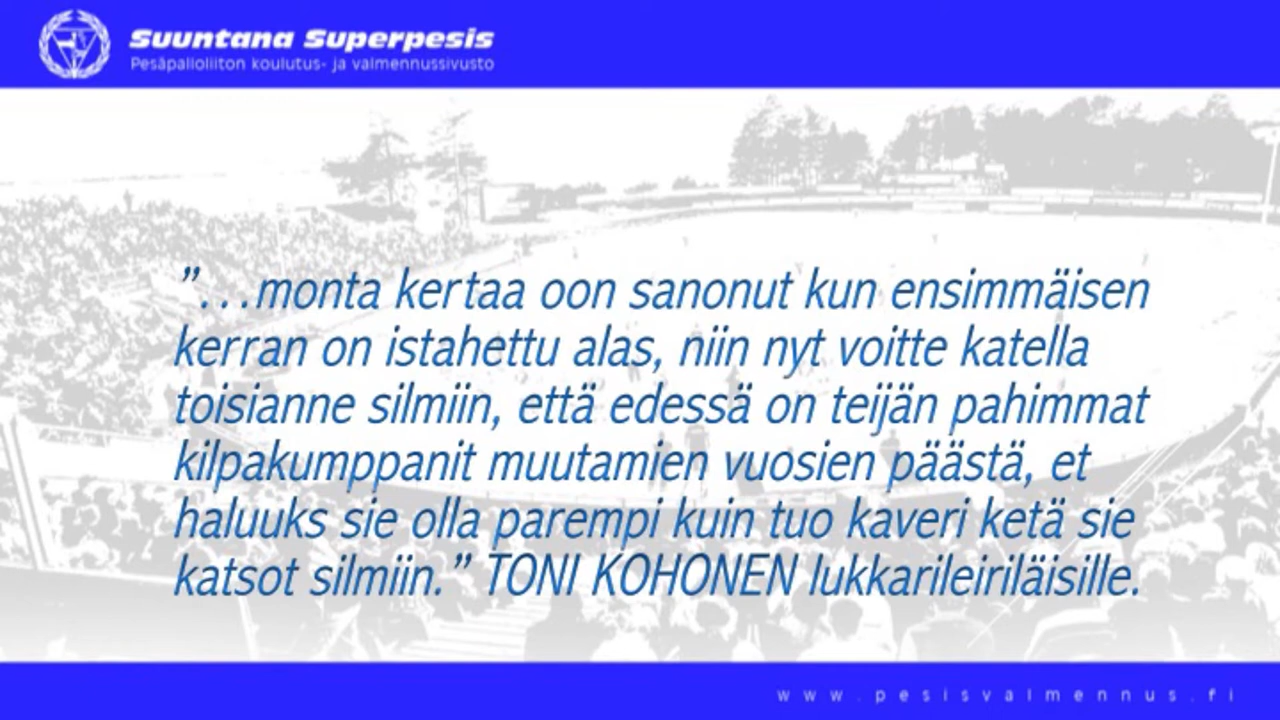 Suuntana Superpesis
Pesäpalloliiton koulutus- ja valmennussivusto
”...monta kertaa oon sanonut kun ensimmäisen
kerran on istahettu alas, niin nyt voitte katella
toisianne silmiin, että edessä on teijän pahimmat
kilpakumppanit muutamien vuosien päästä, et
haluuks sie olla parempi kuin tuo kaveri ketä sie
katsot silmiin.” TONI KOHONEN lukkarileiriläisille.
www.pesisvalmennus.fi